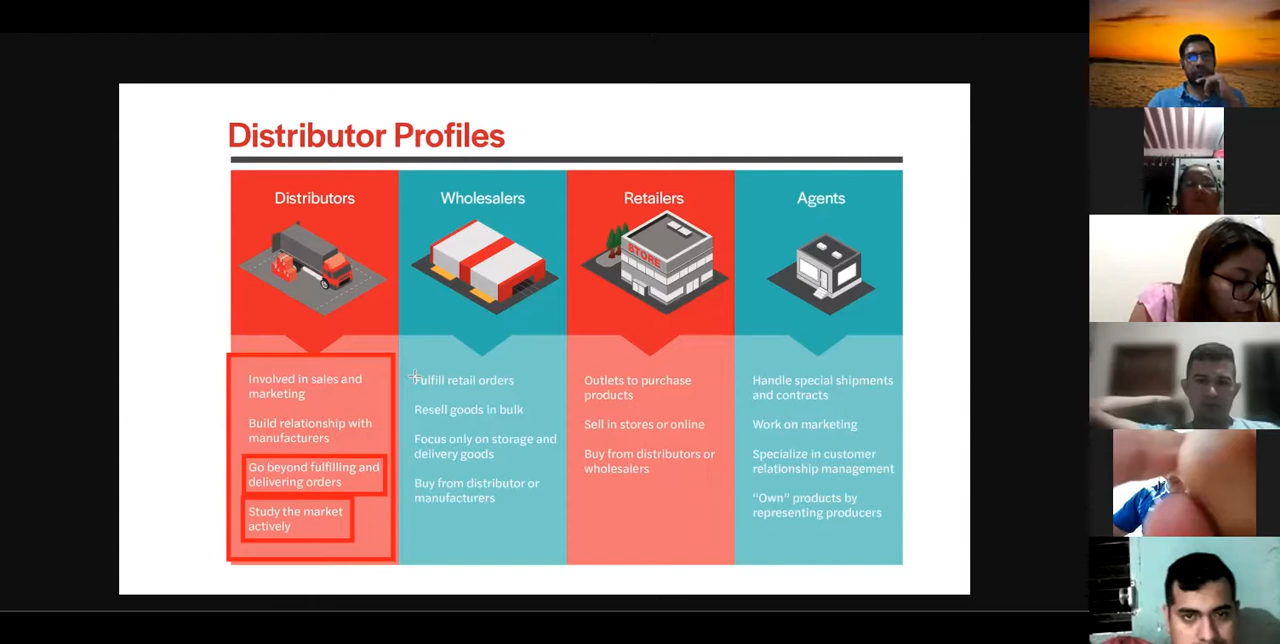 Distributor Profiles
Distributors
Wholesalers
Retailers
Agents
STORE
Involved in sales and
marketing
Build relationship with
manufacturers
Go beyond fulfilling and
delivering orders
Study the market
actively
Fulfill retail orders
Resell goods in bulk
Focus only on storage and
delivery goods
Buy from distributor or
manufacturers
Outlets to purchase
products
Sell in stores or online
Buy from distributors or
wholesalers
Handle special shipments
and contracts
Work on marketing
Specialize in customer
relationship management
“Own” products by
representing producers